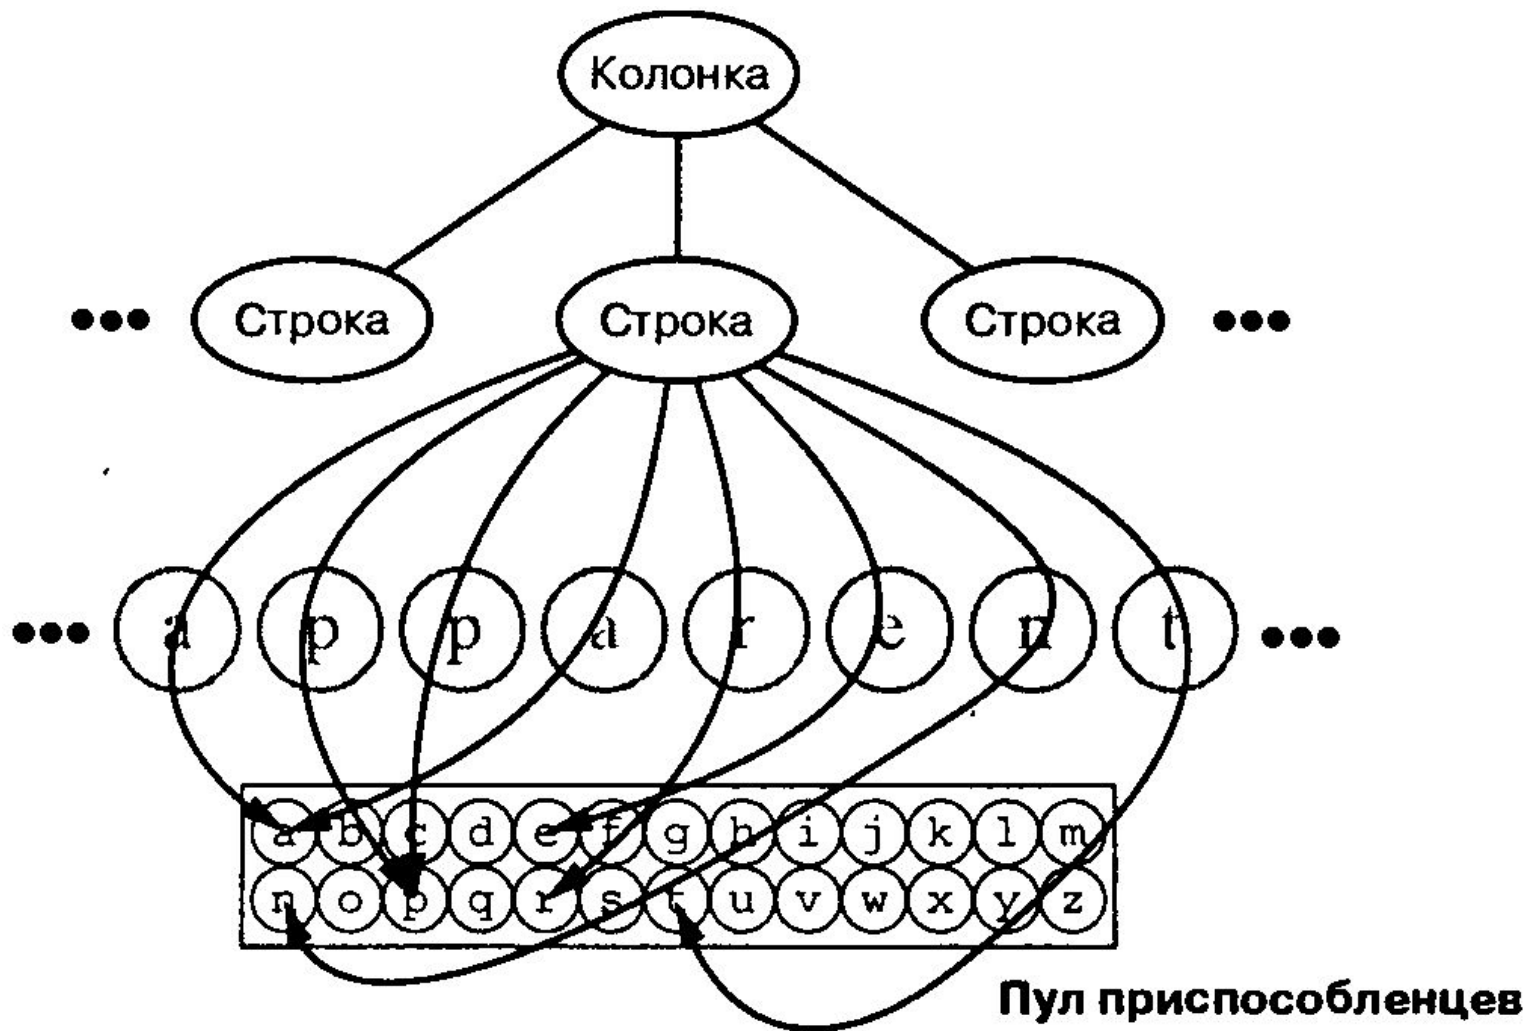 Колонка
••• Строка Строка Строка •••
••• a p p a r e n t •••
a b c d e f g h i j k l m
n o p q r s t u v w x y z
Пул приспособленцев